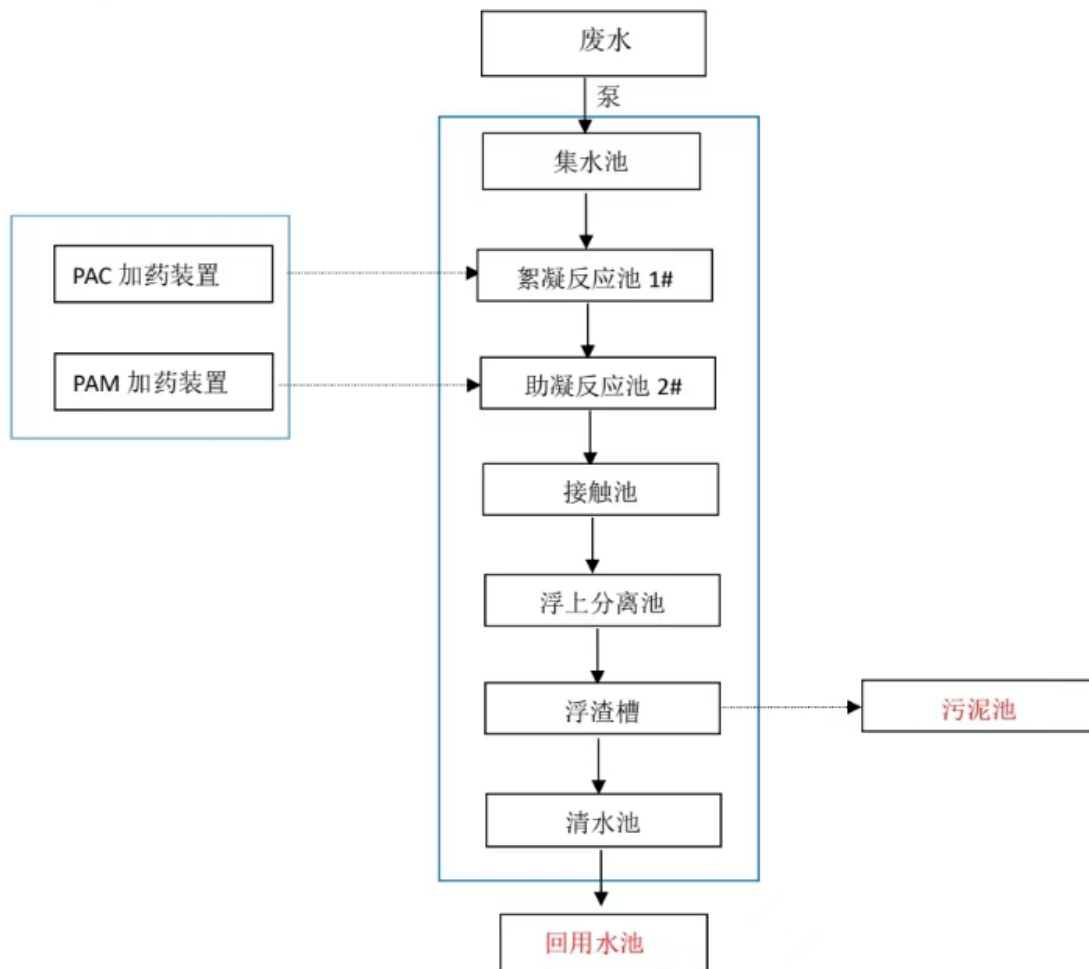 废水
泵
集水池
PAC 加药装置
絮凝反应池 1#
PAM 加药装置
助凝反应池 2#
接触池
浮上分离池
浮渣槽
污泥池
清水池
回用水池